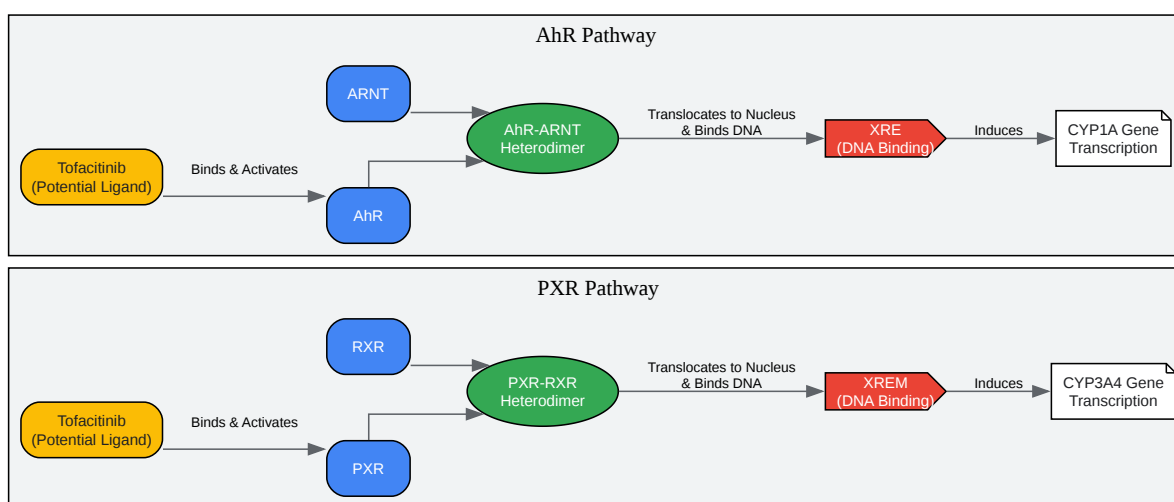 AhR Pathway
ARNT
Tofacitinib
(Potential Ligand)
Binds & Activates
AhR
AhR-ARNT
Heterodimer
Translocates to Nucleus
& Binds DNA
XRE
(DNA Binding)
Induces
CYP1A Gene
Transcription
PXR Pathway
RXR
Tofacitinib
(Potential Ligand)
Binds & Activates
PXR
PXR-RXR
Heterodimer
Translocates to Nucleus
& Binds DNA
XREM
(DNA Binding)
Induces
CYP3A4 Gene
Transcription